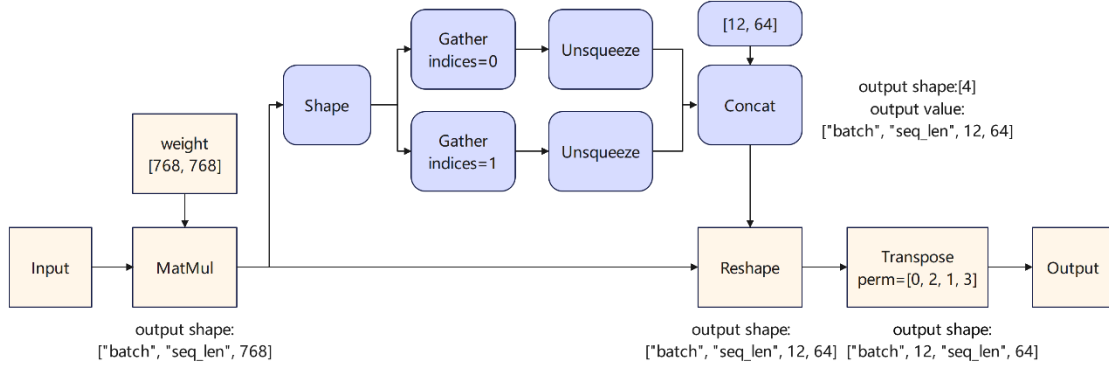 [12, 64]
Gather
indices=0
Unsqueeze
Shape
Concat
output shape:[4]
output value:
["batch", "seq_len", 12, 64]
weight
[768, 768]
Gather
indices=1
Unsqueeze
Input
MatMul
Reshape
Transpose
perm=[0, 2, 1, 3]
Output
output shape:
["batch", "seq_len", 768]
output shape:
["batch", "seq_len", 12, 64]
output shape:
["batch", 12, "seq_len", 64]